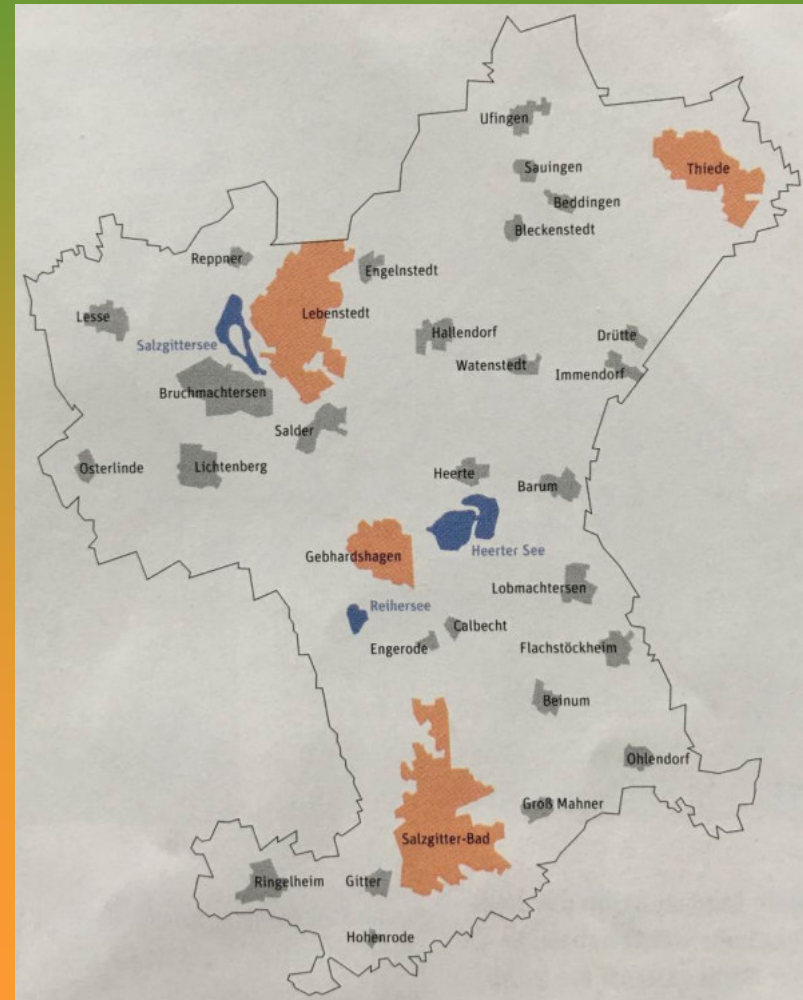 Ufingen
Sauingen
Thiede
Beddingen
Bleckenstedt
Reppner
Engelnstedt
Lesse
Lebenstedt
Salzgittersee
Hallendorf
Drütte
Watenstedt
Immendorf
Bruchmachtersen
Salder
Osterlinde
Lichtenberg
Heerte
Barum
Heerter See
Gebhardshagen
Lobmachtersen
Reihersee
Calbecht
Engerode
Flachstöckheim
Beinum
Ohlendorf
Groß Mahner
Salzgitter-Bad
Ringelheim
Gitter
Hohenrode